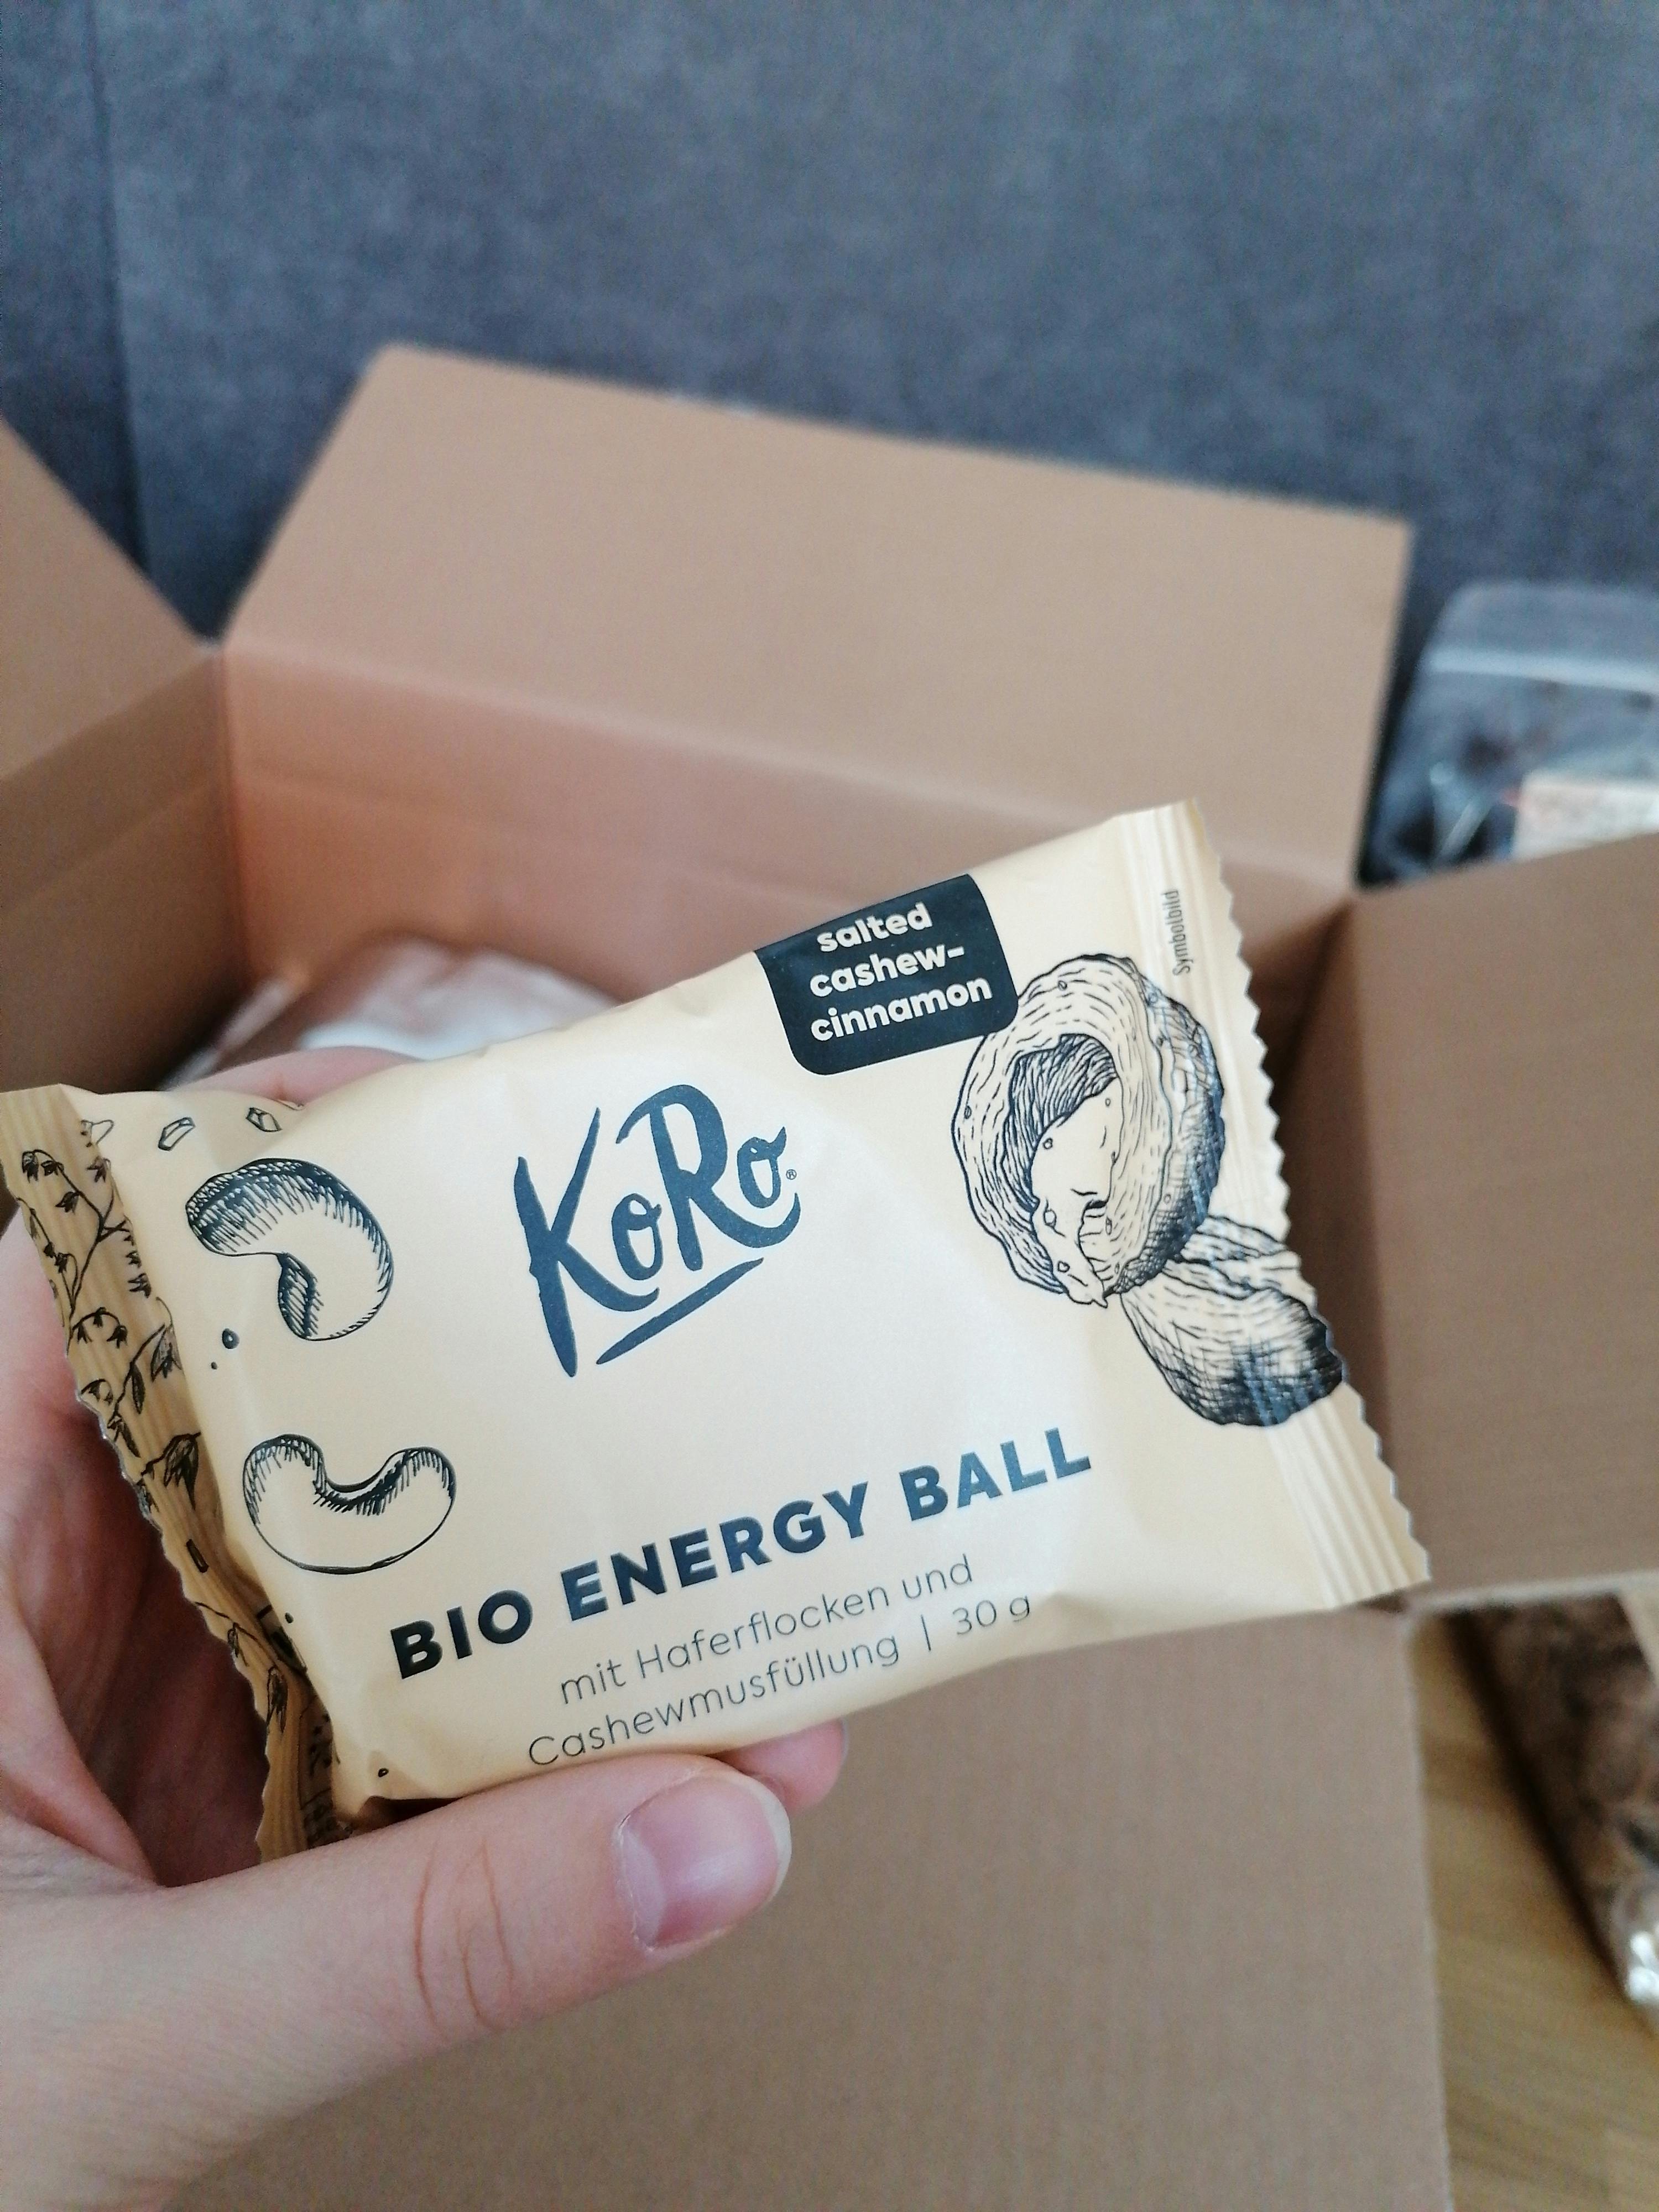 salted
cashew-
cinnamon
Symbolbild
KoRo®
BIO ENERGY BALL
mit Haferflocken und
Cashewmusfüllung | 30 g